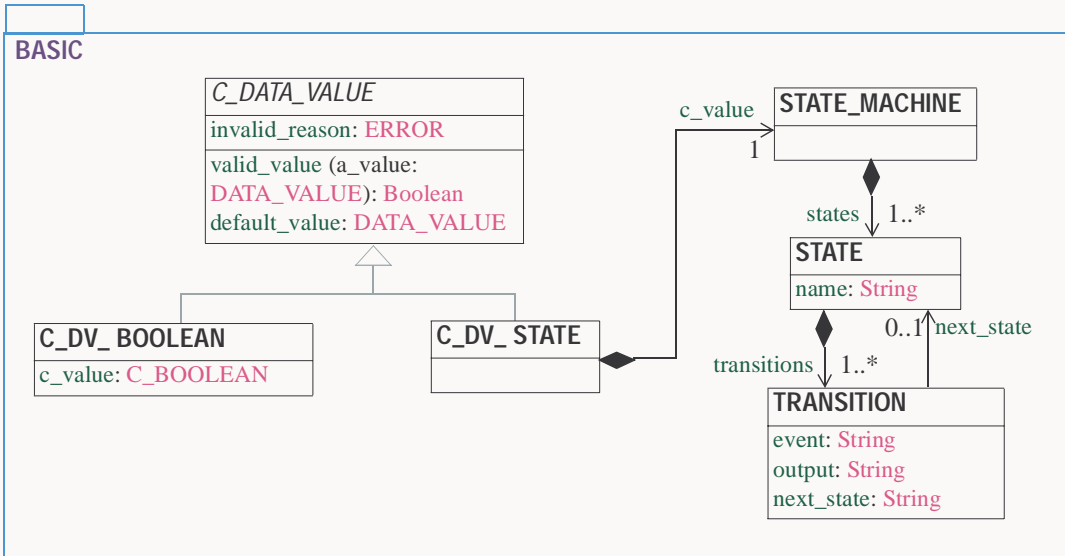 BASIC
C_DATA_VALUE
invalid_reason: ERROR
valid_value (a_value:
DATA_VALUE): Boolean
default_value: DATA_VALUE
c_value
1
STATE_MACHINE
states
1..*
STATE
name: String
C_DV_ BOOLEAN
c_value: C_BOOLEAN
C_DV_ STATE
0..1
next_state
transitions
1..*
TRANSITION
event: String
output: String
next_state: String